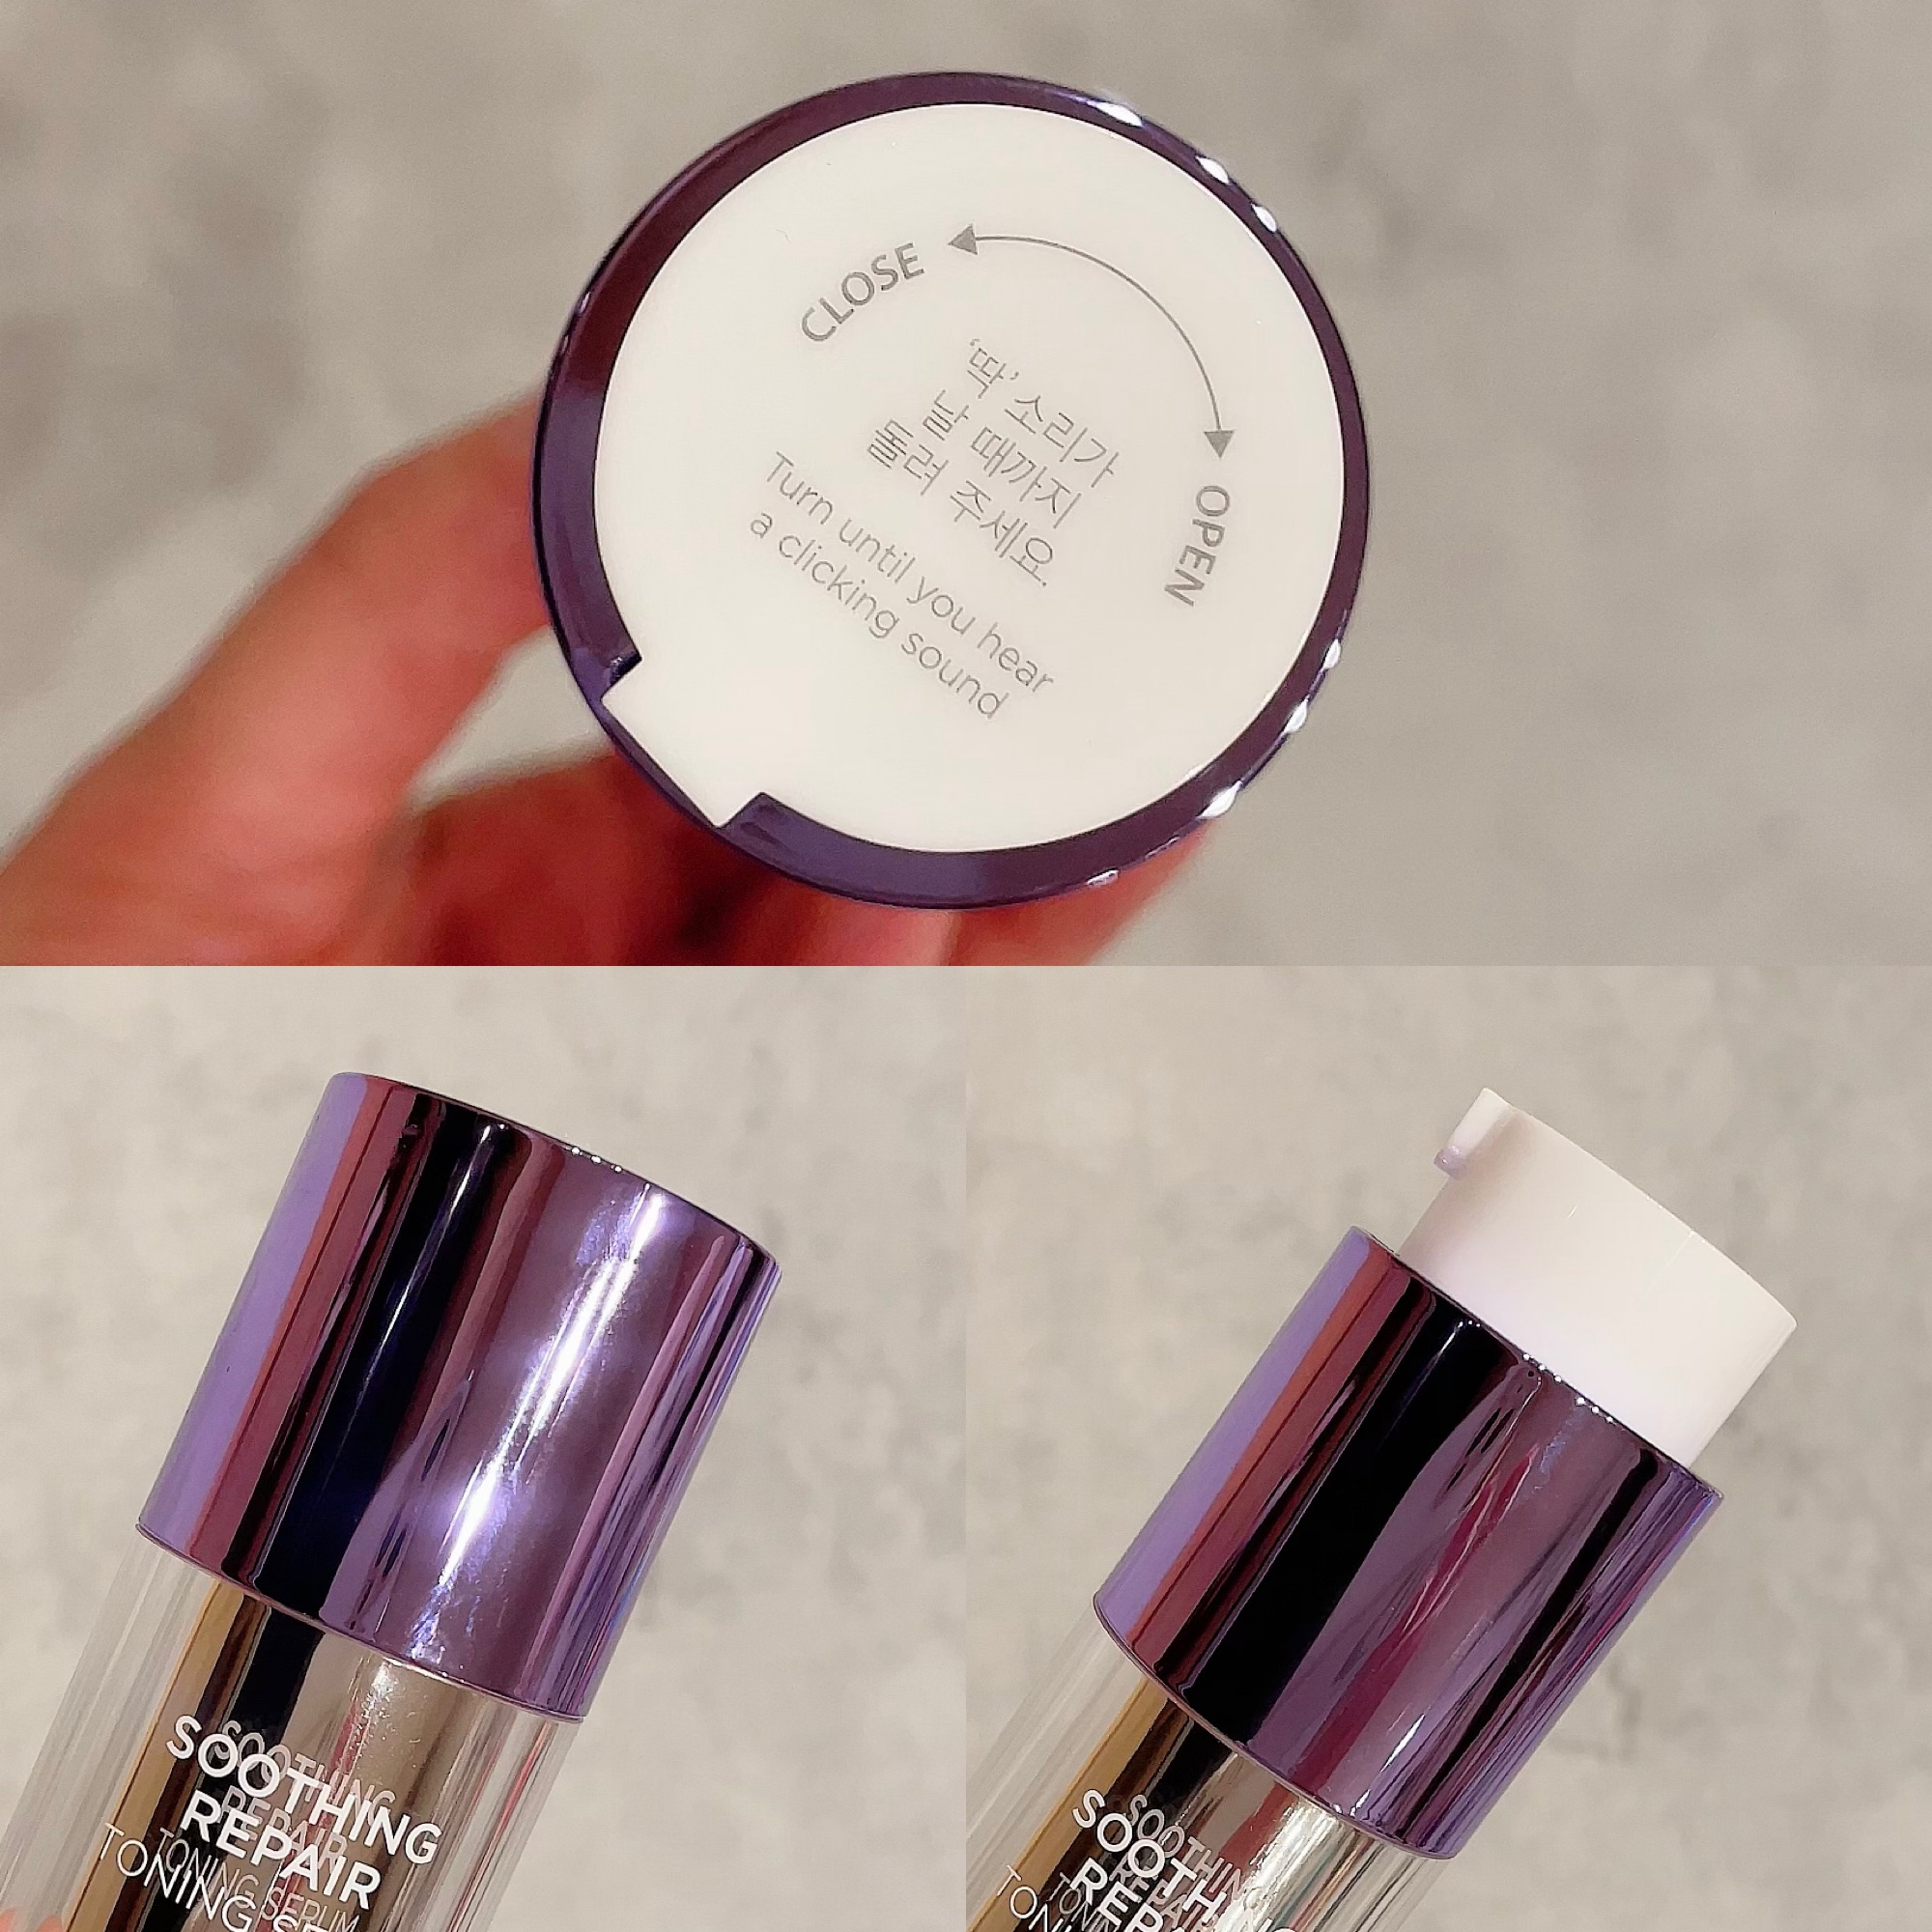 CLOSE
OPEN
‘딱’ 소리가
날 때까지
돌려 주세요.
Turn until you hear
a clicking sound
SOOTHING
REPAIR
TONING SERUM
SOOTHING
REPAIR